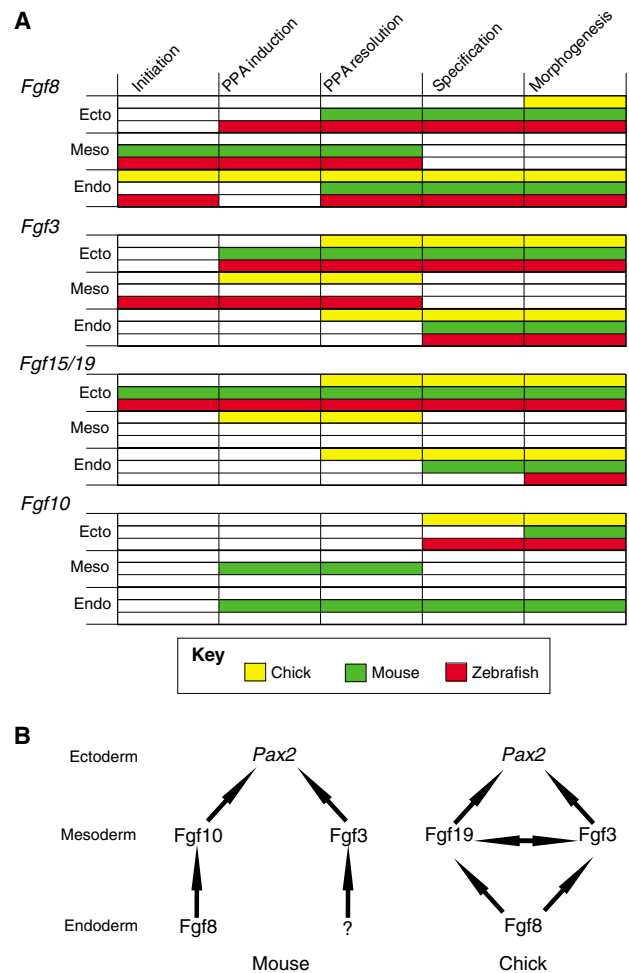 A
Initiation
PPA induction
PPA resolution
Specification
Morphogenesis
Fgf8
Ecto
Meso
Endo
Fgf3
Ecto
Meso
Endo
Fgf15/19
Ecto
Meso
Endo
Fgf10
Ecto
Meso
Endo
Key
Chick Mouse Zebrafish
B
Ectoderm Pax2 Pax2
Mesoderm Fgf10 Fgf3 Fgf19 Fgf3
Endoderm Fgf8 ? Fgf8
Mouse Chick